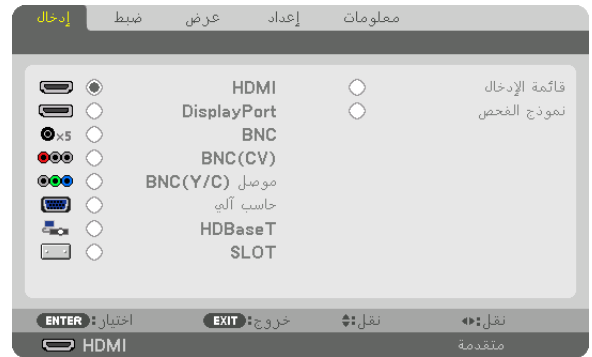 إدخال ضبط عرض إعداد معلومات
HDMI قائمة الإدخال
DisplayPort نموذج الفحص
×5 BNC
BNC(CV)
موصل BNC(Y/C)
حاسب آلي
HDBaseT
SLOT
ENTER :اختيار EXIT :خروج نقل: نقل:
HDMI متقدمة